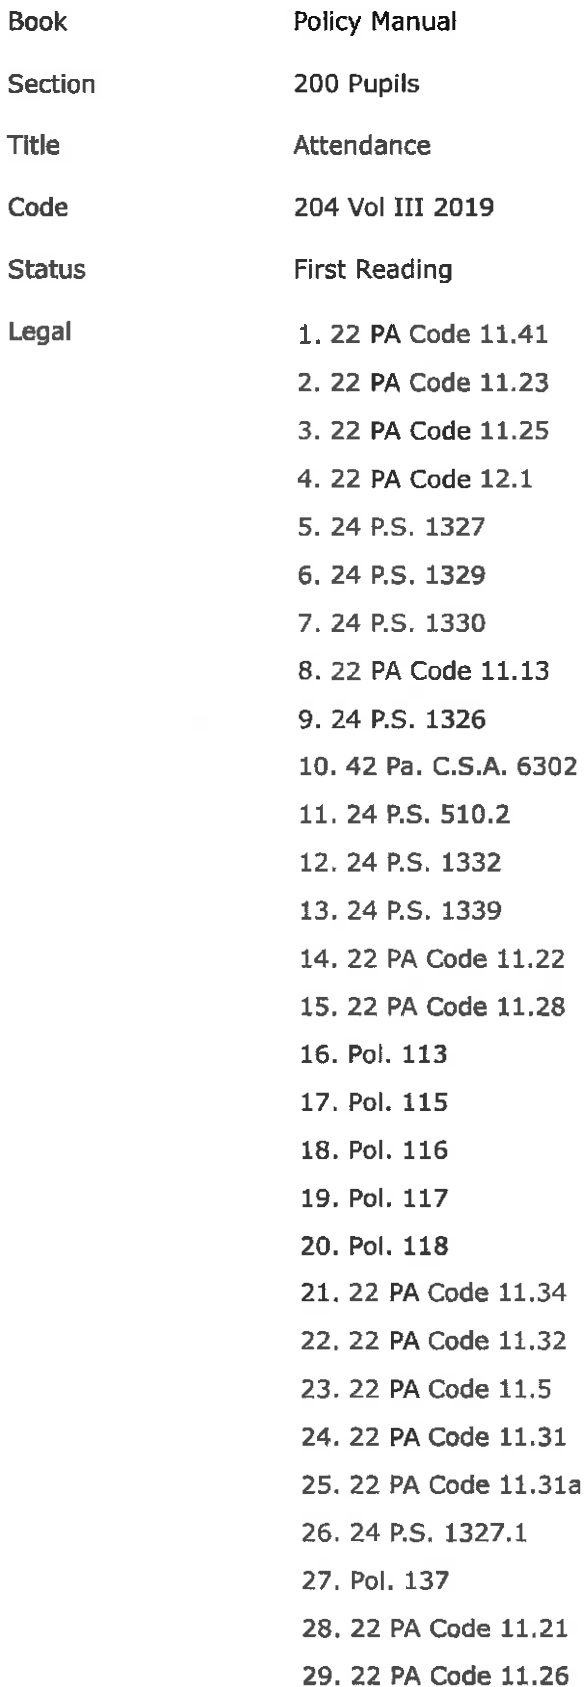 Book Policy Manual
Section 200 Pupils
Title Attendance
Code 204 Vol III 2019
Status First Reading
Legal 1. 22 PA Code 11.41
2. 22 PA Code 11.23
3. 22 PA Code 11.25
4. 22 PA Code 12.1
5. 24 P.S. 1327
6. 24 P.S. 1329
7. 24 P.S. 1330
8. 22 PA Code 11.13
9. 24 P.S. 1326
10. 42 Pa. C.S.A. 6302
11. 24 P.S. 510.2
12. 24 P.S. 1332
13. 24 P.S. 1339
14. 22 PA Code 11.22
15. 22 PA Code 11.28
16. Pol. 113
17. Pol. 115
18. Pol. 116
19. Pol. 117
20. Pol. 118
21. 22 PA Code 11.34
22. 22 PA Code 11.32
23. 22 PA Code 11.5
24. 22 PA Code 11.31
25. 22 PA Code 11.31a
26. 24 P.S. 1327.1
27. Pol. 137
28. 22 PA Code 11.21
29. 22 PA Code 11.26